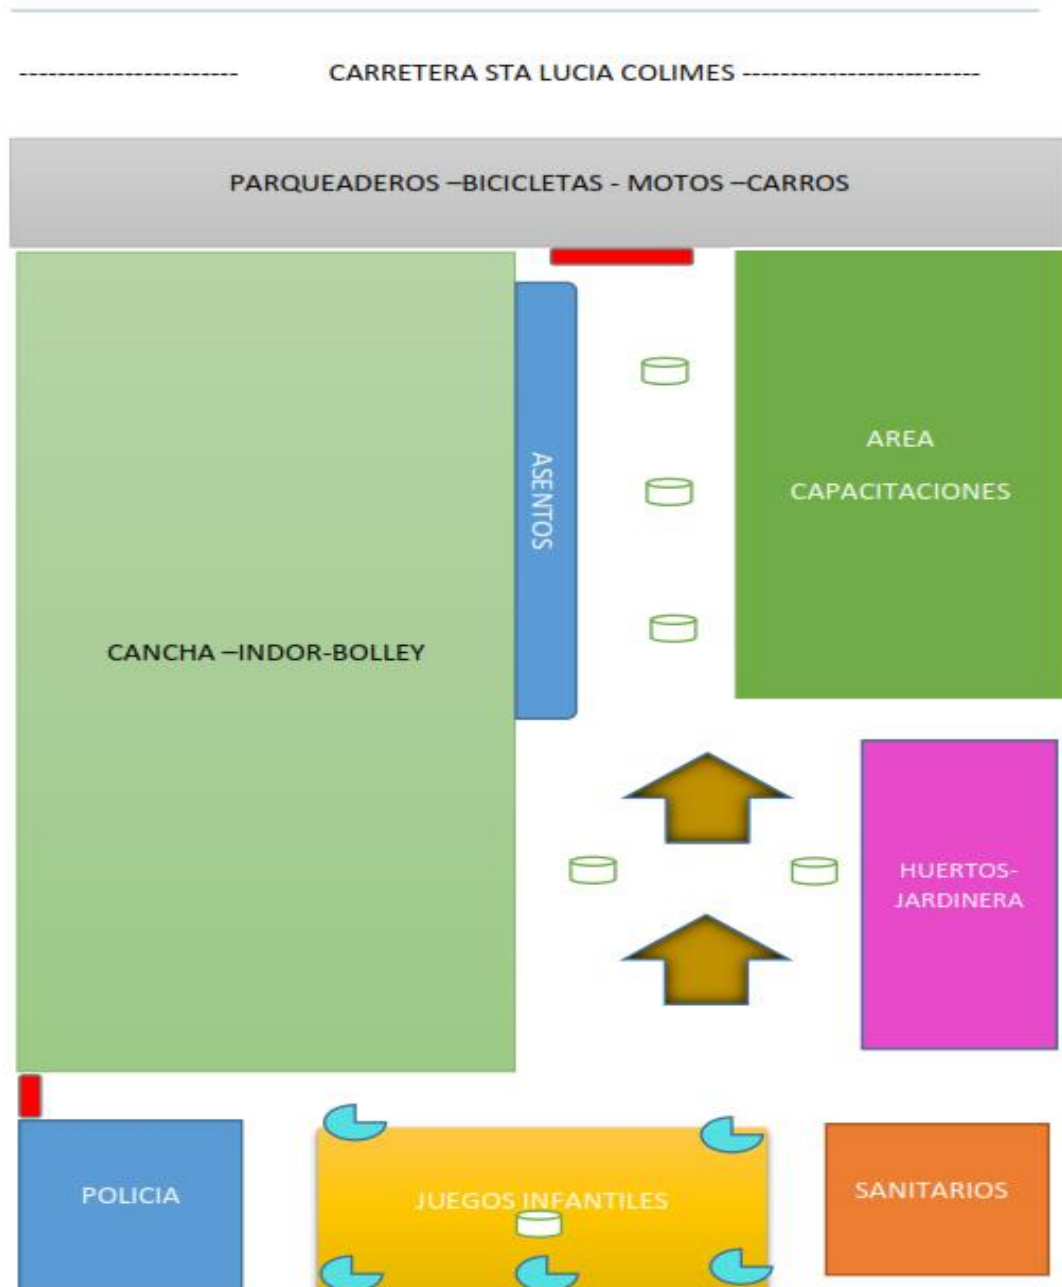 ----------------------- CARRETERA STA LUCIA COLIMES -------------------------
PARQUEADEROS –BICICLETAS - MOTOS –CARROS
ASENTOS
AREA
CAPACITACIONES
CANCHA –INDOR-BOLLEY
HUERTOS-
JARDINERA
POLICIA
JUEGOS INFANTILES
SANITARIOS